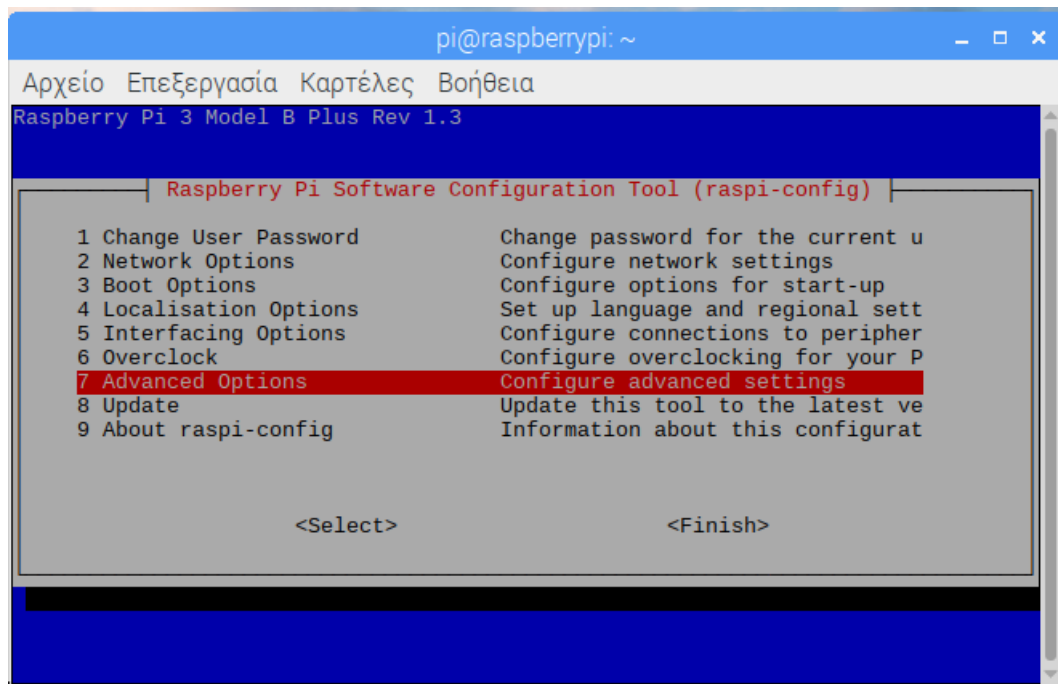 pi@raspberrypi: ~
Αρχείο Επεξεργασία Καρτέλες Βοήθεια
Raspberry Pi 3 Model B Plus Rev 1.3
Raspberry Pi Software Configuration Tool (raspi-config)
1 Change User Password Change password for the current u
2 Network Options Configure network settings
3 Boot Options Configure options for start-up
4 Localisation Options Set up language and regional sett
5 Interfacing Options Configure connections to peripher
6 Overclock Configure overclocking for your P
7 Advanced Options Configure advanced settings
8 Update Update this tool to the latest ve
9 About raspi-config Information about this configurat
<Select> <Finish>